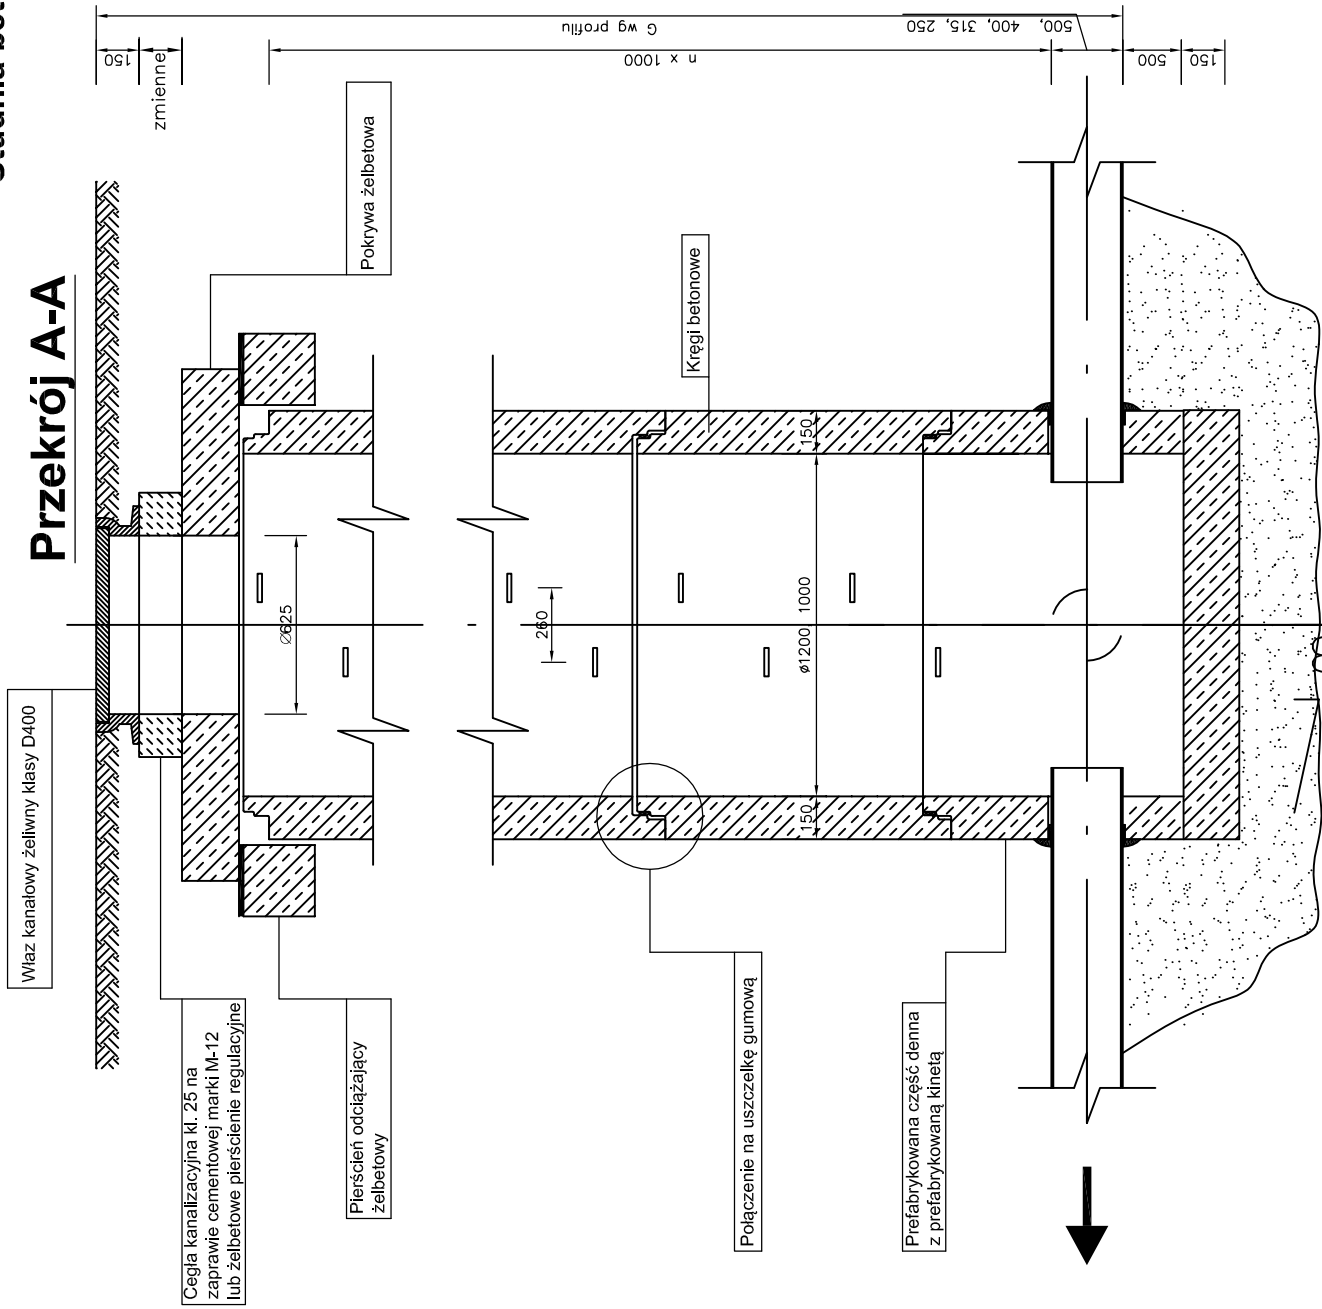 Przekrój A-A
Właz kanałowy żeliwny klasy D400
Cegła kanalizacyjna kl. 25 na
zaprawie cementowej marki M-12
lub żelbetowe pierścienie regulacyjne
Pierścień odciążający
żelbetowy
Pokrywa żelbetowa
Kręgi betonowe
Połączenie na uszczelkę gumową
Prefabrykowana część denna
z prefabrykowaną kinetą
150
zmienne
G wg profilu
n x 1000
500, 400, 315, 250
500
150
Ø625
260
150
ø1200 1000
150